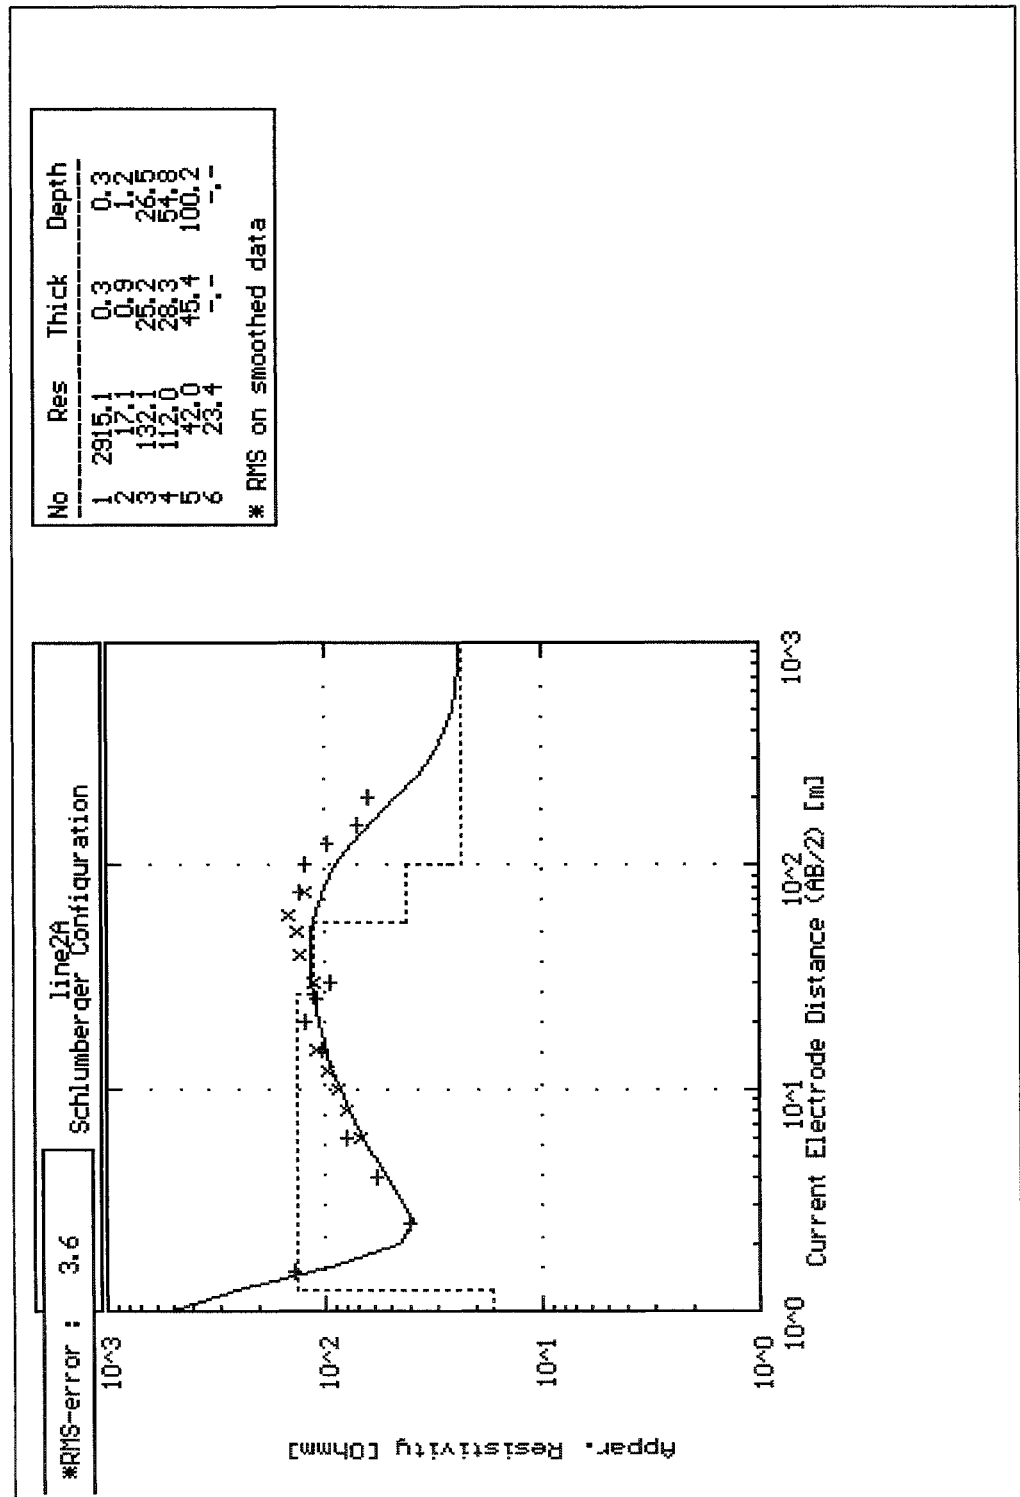 *RMS-error : 3.6
line2A
Schlumberger Configuration
10^3
10^2
10^1
10^0
Appar. Resistivity [Ohmm]
10^0 10^1 10^2 10^3
Current Electrode Distance (AB/2) [m]
No Res Thick Depth
1 2915.1 0.3 0.3
2 17.1 0.9 1.2
3 132.1 25.2 26.5
4 112.0 28.3 54.8
5 42.0 45.4 100.2
6 23.4 -.- -.-
* RMS on smoothed data